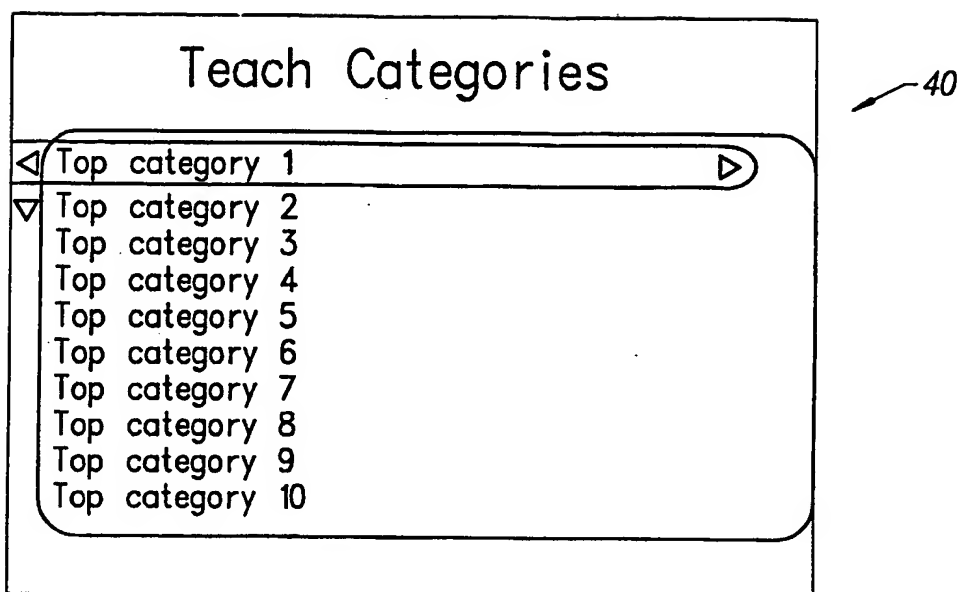 Teach Categories
40
Top category 1
Top category 2
Top category 3
Top category 4
Top category 5
Top category 6
Top category 7
Top category 8
Top category 9
Top category 10